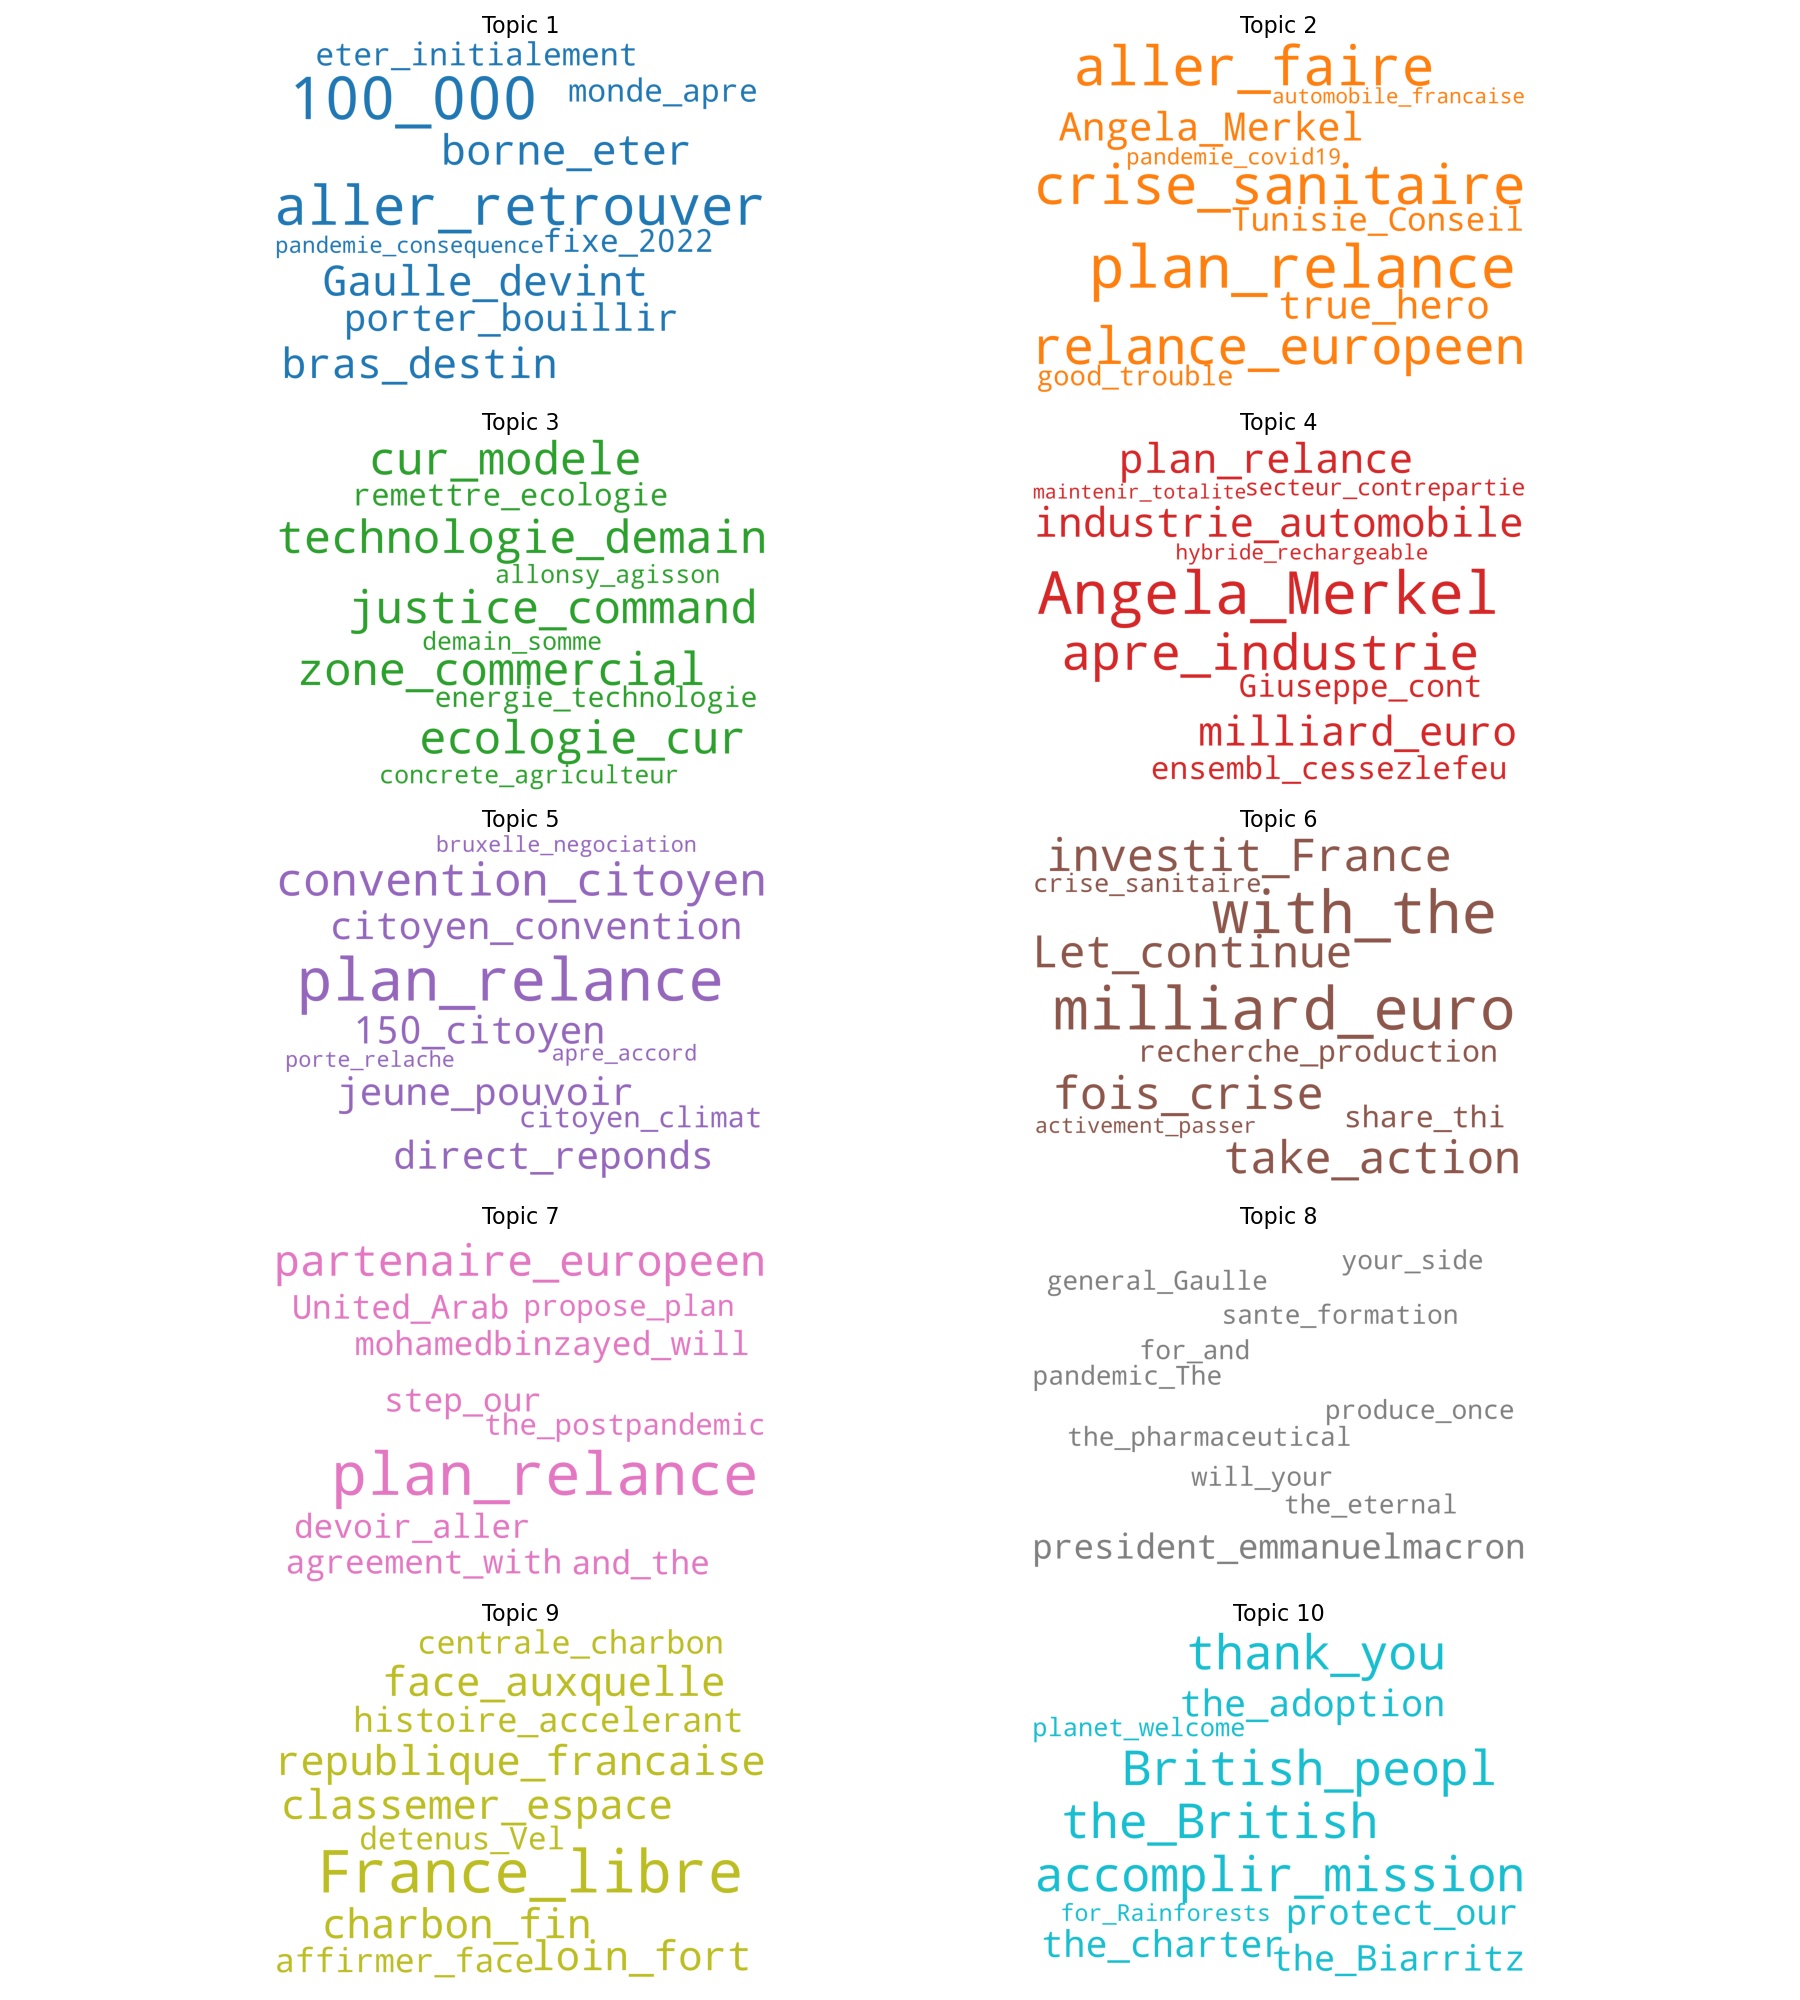 Topic 1
eter_initialement
100_000
monde_apre
borne_eter
aller_retrouver
pandemie_consequence
fixe_2022
Gaulle_devint
porter_bouillir
bras_destin
Topic 2
aller_faire
automobile_francaise
Angela_Merkel
pandemie_covid19
crise_sanitaire
Tunisie_Conseil
plan_relance
true_hero
relance_europeen
good_trouble
Topic 3
cur_modele
remettre_ecologie
technologie_demain
allonsy_agisson
justice_command
demain_somme
zone_commercial
energie_technologie
ecologie_cur
concrete_agriculteur
Topic 4
plan_relance
maintenir_totalite
secteur_contrepartie
industrie_automobile
hybride_rechargeable
Angela_Merkel
apre_industrie
Giuseppe_cont
milliard_euro
ensembl_cessezlefeu
Topic 5
bruxelle_negociation
convention_citoyen
citoyen_convention
plan_relance
150_citoyen
porte_relache
apre_accord
jeune_pouvoir
citoyen_climat
direct_reponds
Topic 6
investit_France
crise_sanitaire
with_the
Let_continue
milliard_euro
recherche_production
fois_crise
activement_passer
share_thi
take_action
Topic 7
partenaire_europeen
United_Arab
propose_plan
mohamedbinzayed_will
step_our
the_postpandemic
plan_relance
devoir_aller
agreement_with
and_the
Topic 8
your_side
general_Gaulle
sante_formation
for_and
pandemic_The
produce_once
the_pharmaceutical
will_your
the_eternal
president_emmanuelmacron
Topic 9
centrale_charbon
face_auxquelle
histoire_accelerant
republique_francaise
classemer_espace
detenus_Vel
France_libre
charbon_fin
affirmer_face
loin_fort
Topic 10
thank_you
the_adoption
planet_welcome
British_peopl
the_British
accomplir_mission
for_Rainforests
protect_our
the_charter
the_Biarritz